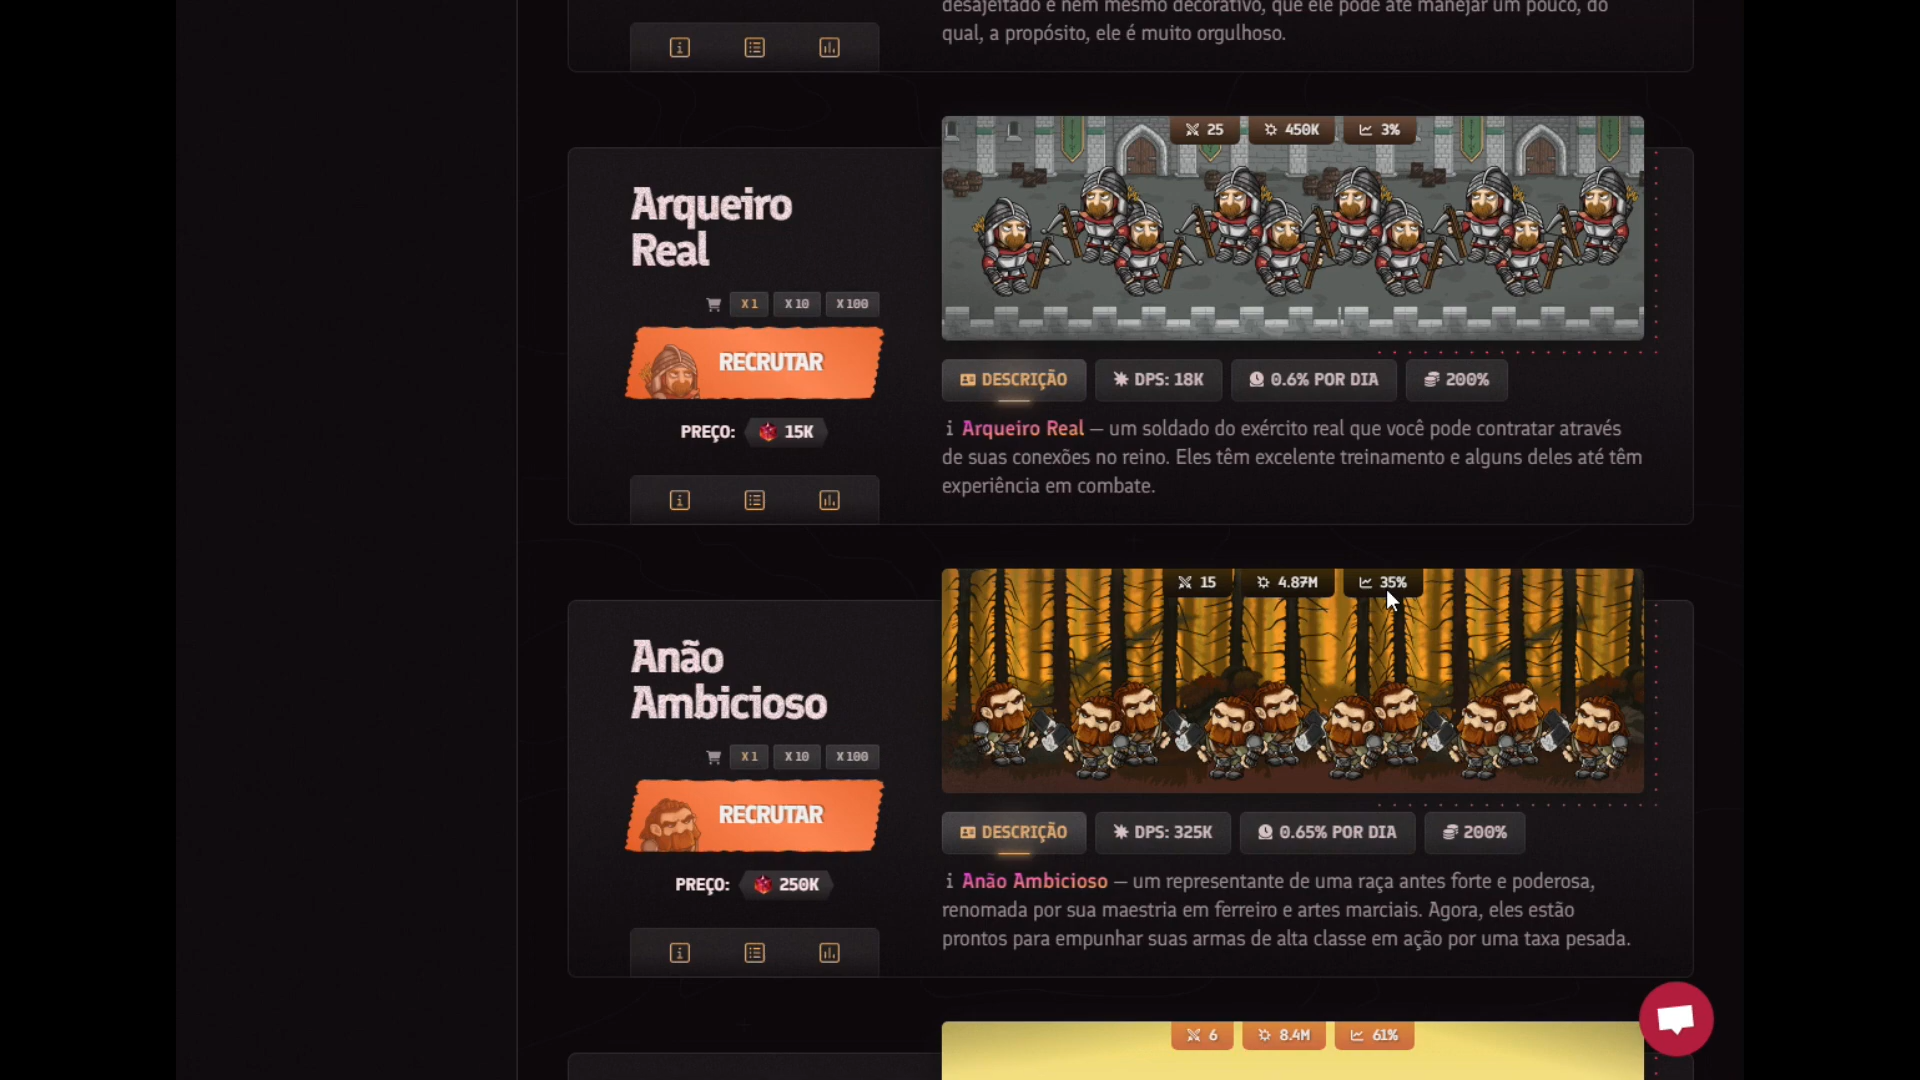 desajeitado e nem mesmo decorativo, que ele pode até manejar um pouco, do
qual, a propósito, ele é muito orgulhoso.
25
450K
3%
Arqueiro
Real
X 1
X 10
X 100
RECRUTAR
PREÇO:
15K
DESCRIÇÃO
DPS: 18K
0.6% POR DIA
200%
Arqueiro Real — um soldado do exército real que você pode contratar através
de suas conexões no reino. Eles têm excelente treinamento e alguns deles até têm
experiência em combate.
15
4.87M
35%
Anão
Ambicioso
X 1
X 10
X 100
RECRUTAR
PREÇO:
250K
DESCRIÇÃO
DPS: 325K
0.65% POR DIA
200%
Anão Ambicioso — um representante de uma raça antes forte e poderosa,
renomada por sua maestria em ferreiro e artes marciais. Agora, eles estão
prontos para empunhar suas armas de alta classe em ação por uma taxa pesada.
6
8.4M
61%